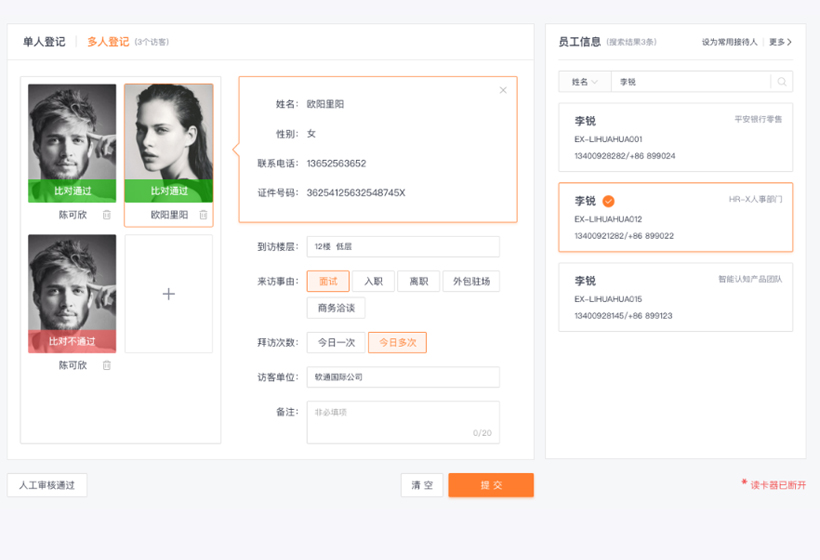 单人登记 多人登记 (3个访客)
比对通过 比对通过
陈可欣 欧阳里阳
比对不通过
陈可欣
姓名： 欧阳里阳
性别： 女
联系电话： 13652563652
证件号码： 36254125632548745X
到访楼层： 12楼 低层
来访事由： 面试 入职 离职 外包驻场
商务洽谈
拜访次数： 今日一次 今日多次
访客单位： 软通国际公司
备注： 非必填项
0/20
人工审核通过 清 空 提 交
员工信息 (搜索结果3条) 设为常用接待人 更多
姓名 李锐
李锐 平安银行零售
EX-LIHUAHUA001
13400928282/+86 899024
李锐 HR-X人事部门
EX-LIHUAHUA012
13400921282/+86 899022
李锐 智能认知产品团队
EX-LIHUAHUA015
13400928145/+86 899123
* 读卡器已断开